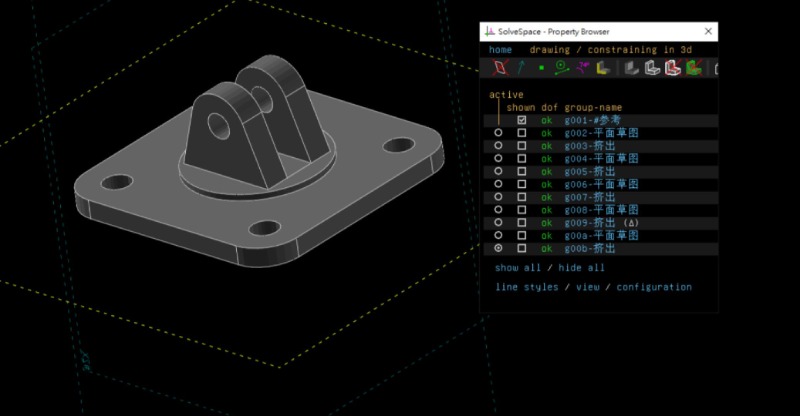 SolveSpace - Property Browser
home drawing / constraining in 3d
active
shown dof group-name
ok g001-#参考
ok g002-平面草图
ok g003-挤出
ok g004-平面草图
ok g005-挤出
ok g006-平面草图
ok g007-挤出
ok g008-平面草图
ok g009-挤出 (Δ)
ok g00a-平面草图
ok g00b-挤出
show all / hide all
line styles / view / configuration